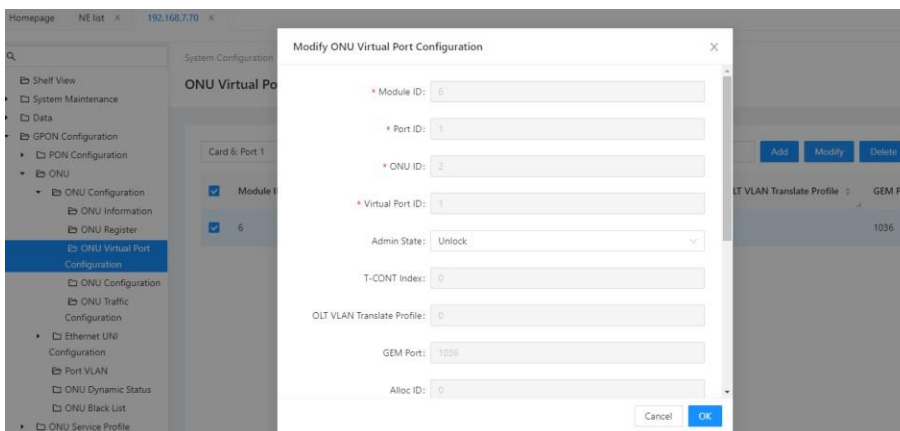 Homepage
NE list ×
192.168.7.70 ×
Shelf View
System Maintenance
Data
GPON Configuration
PON Configuration
ONU
ONU Configuration
ONU Information
ONU Register
ONU Virtual Port
Configuration
ONU Configuration
ONU Traffic
Configuration
Ethernet UNI
Configuration
Port VLAN
ONU Dynamic Status
ONU Black List
ONU Service Profile
System Configuration
ONU Virtual Po
Card 6: Port 1
Add
Modify
Delete
Module I
LT VLAN Translate Profile
GEM P
6
1036
Modify ONU Virtual Port Configuration ×
* Module ID: 6
* Port ID: 1
* ONU ID: 2
* Virtual Port ID: 1
Admin State: Unlock
T-CONT Index: 0
OLT VLAN Translate Profile: 0
GEM Port: 1036
Alloc ID: 0
Cancel
OK